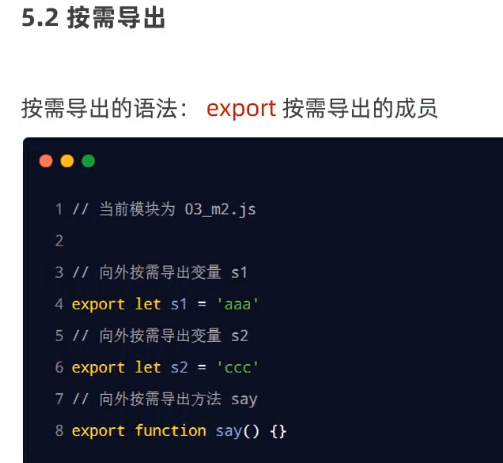 5.2 按需导出
按需导出的语法： export 按需导出的成员
1 // 当前模块为 03_m2.js
2
3 // 向外按需导出变量 s1
4 export let s1 = 'aaa'
5 // 向外按需导出变量 s2
6 export let s2 = 'ccc'
7 // 向外按需导出方法 say
8 export function say() {}